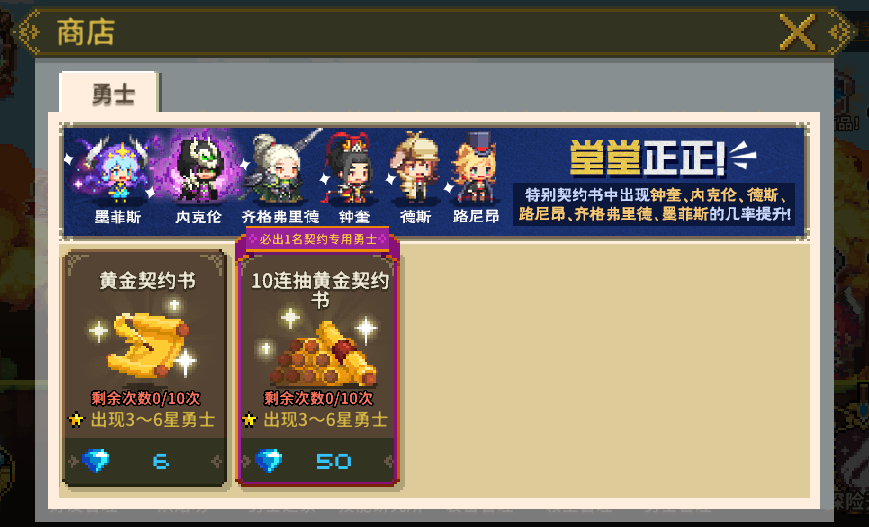 商店
勇士
堂堂正正!
特别契约书中出现钟奎、内克伦、德斯、
路尼昂、齐格弗里德、墨菲斯的几率提升!
墨菲斯
内克伦
齐格弗里德
钟奎
德斯
路尼昂
黄金契约书
剩余次数0/10次
出现3～6星勇士
6
必出1名契约专用勇士
10连抽黄金契约
书
剩余次数0/10次
出现3～6星勇士
50